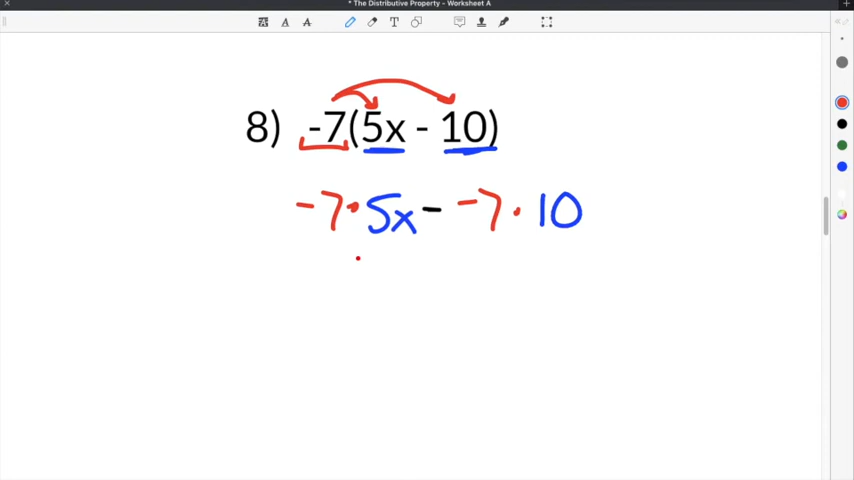 * The Distributive Property - Worksheet A
8) -7(5x - 10)
-7·5x - -7·10